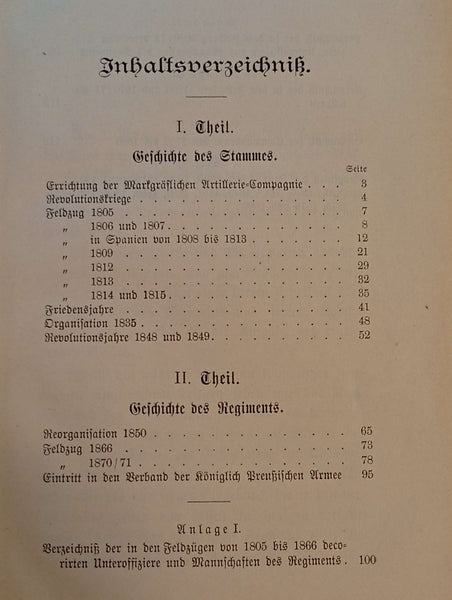 Inhaltsverzeichniß.
I. Theil.
Geschichte des Stammes.
Seite
Errichtung der Markgräflichen Artillerie-Compagnie . . . 3
Revolutionskriege . . . . . . . . . . . . . . . 4
Feldzug 1805 . . . . . . . . . . . . . . . 7
„ 1806 und 1807 . . . . . . . . . . . . 8
„ in Spanien von 1808 bis 1813 . . . . . . . 12
„ 1809 . . . . . . . . . . . . . . . 21
„ 1812 . . . . . . . . . . . . . . . 29
„ 1813 . . . . . . . . . . . . . . . 32
„ 1814 und 1815 . . . . . . . . . . . . 35
Friedensjahre . . . . . . . . . . . . . . . 41
Organisation 1835 . . . . . . . . . . . . . 48
Revolutionsjahre 1848 und 1849 . . . . . . . . . 52
II. Theil.
Geschichte des Regiments.
Reorganisation 1850 . . . . . . . . . . . . . 65
Feldzug 1866 . . . . . . . . . . . . . . . 73
„ 1870/71 . . . . . . . . . . . . . . 78
Eintritt in den Verband der Königlich Preußischen Armee 95
Anlage I.
Verzeichniß der in den Feldzügen von 1805 bis 1866 deco-
rirten Unteroffiziere und Mannschaften des Regiments . 100